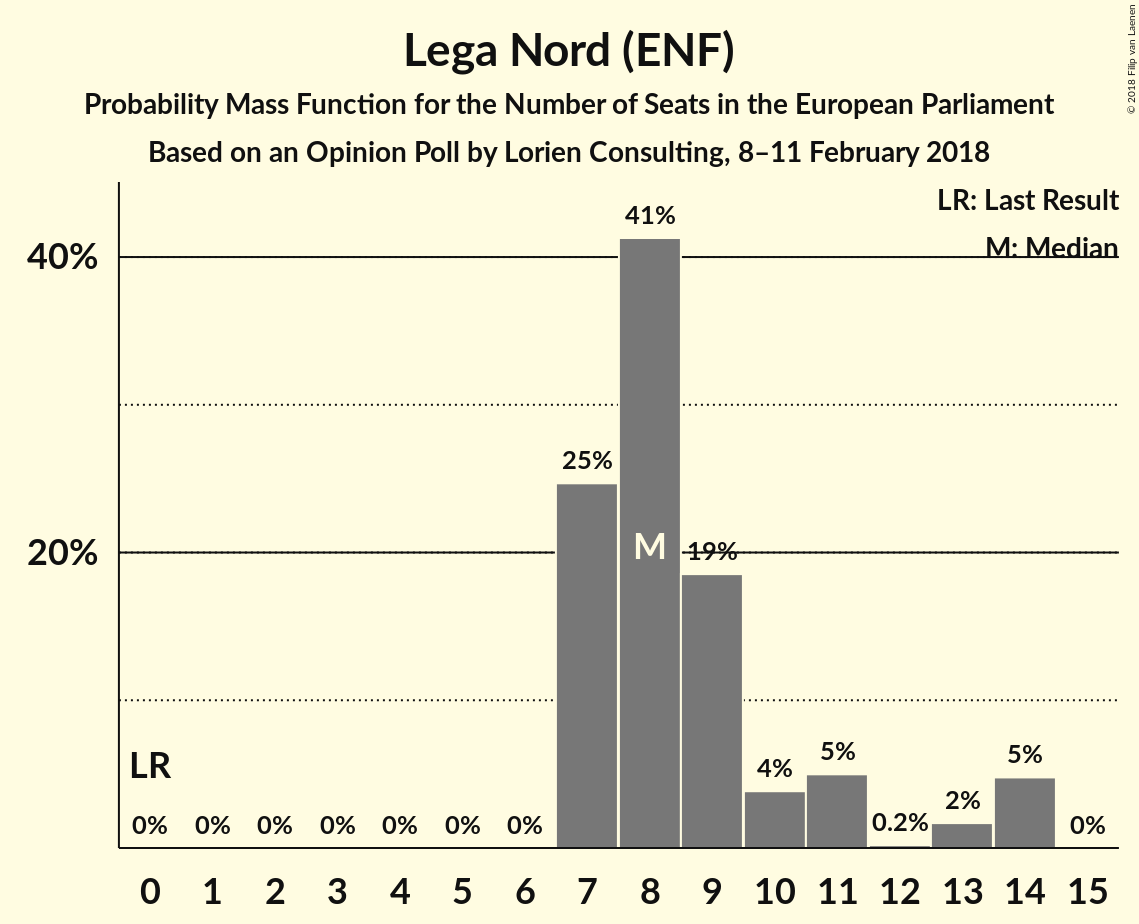 Lega Nord (ENF)
Probability Mass Function for the Number of Seats in the European Parliament
Based on an Opinion Poll by Lorien Consulting, 8–11 February 2018
© 2018 Filip van Laenen
LR: Last Result
M: Median
41%
40%
25%
20%
M
19%
LR
0% 0% 0% 0% 0% 0% 0% 4% 5% 0.2% 2% 5% 0%
0 1 2 3 4 5 6 7 8 9 10 11 12 13 14 15